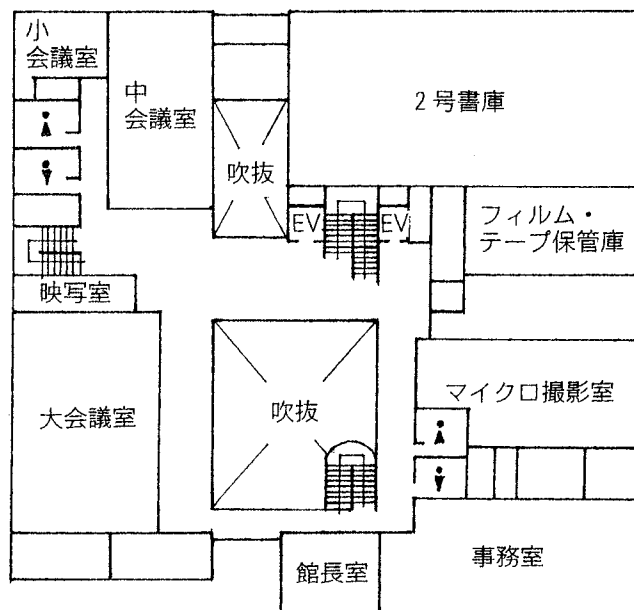 小
会議室
中
会議室
2号書庫
吹抜
EV
EV
フィルム・
テープ保管庫
映写室
大会議室
吹抜
マイクロ撮影室
館長室
事務室